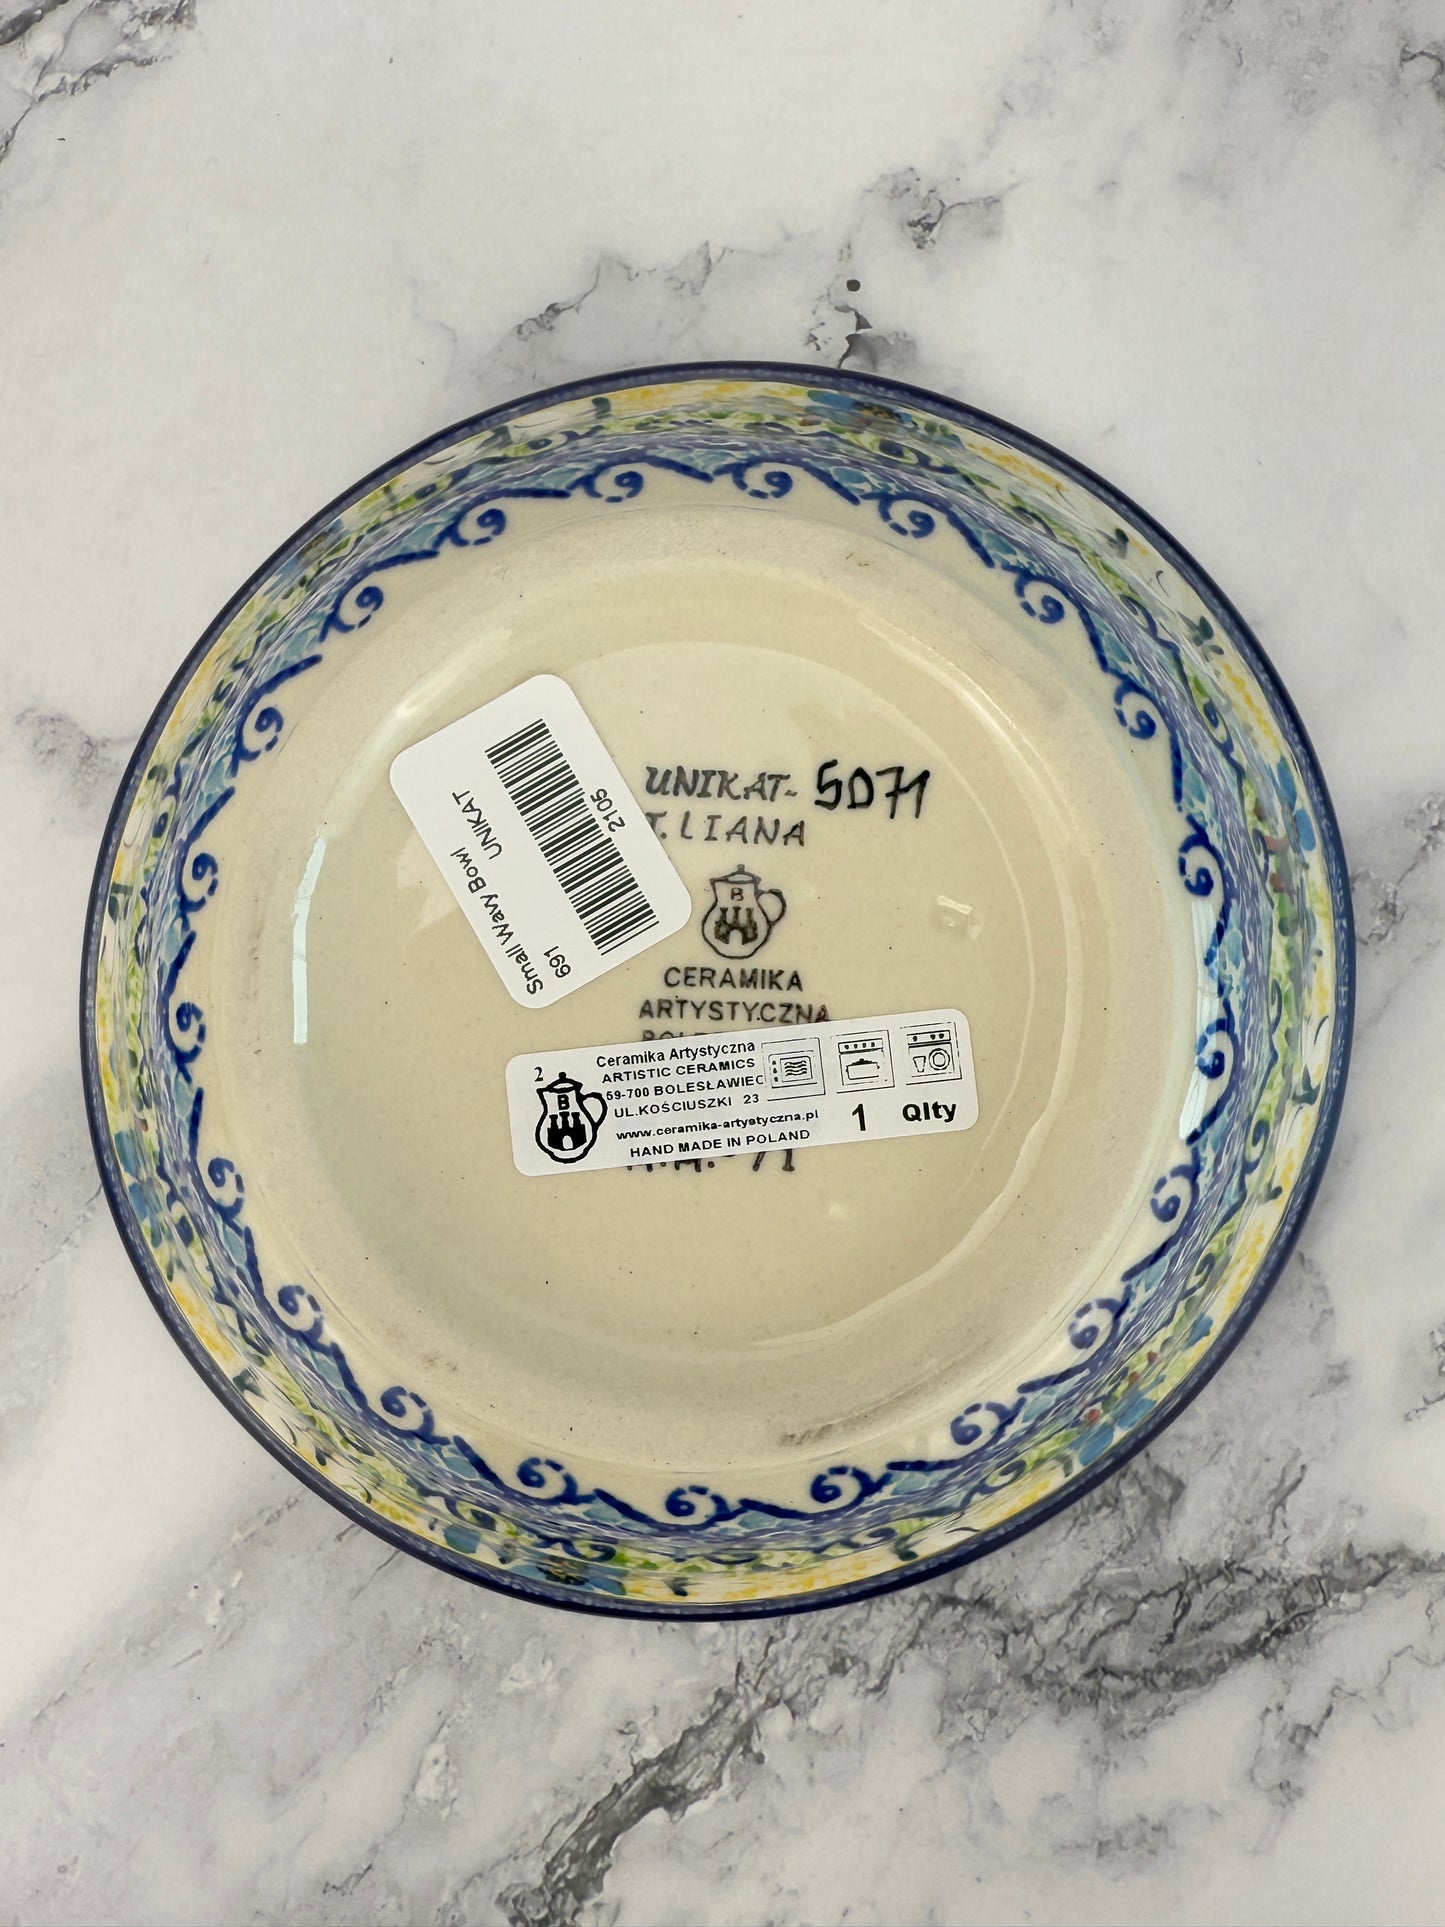 UNIKAT- 5071
T. LIANA
B
CERAMIKA
ARTYSTYCZNA
Small Wavy Bowl
691 UNIKAT
2105
2
B
Ceramika Artystyczna
ARTISTIC CERAMICS
59-700 BOLESŁAWIEC
UL.KOŚCIUSZKI 23
www.ceramika-artystyczna.pl
HAND MADE IN POLAND
1 Qlty